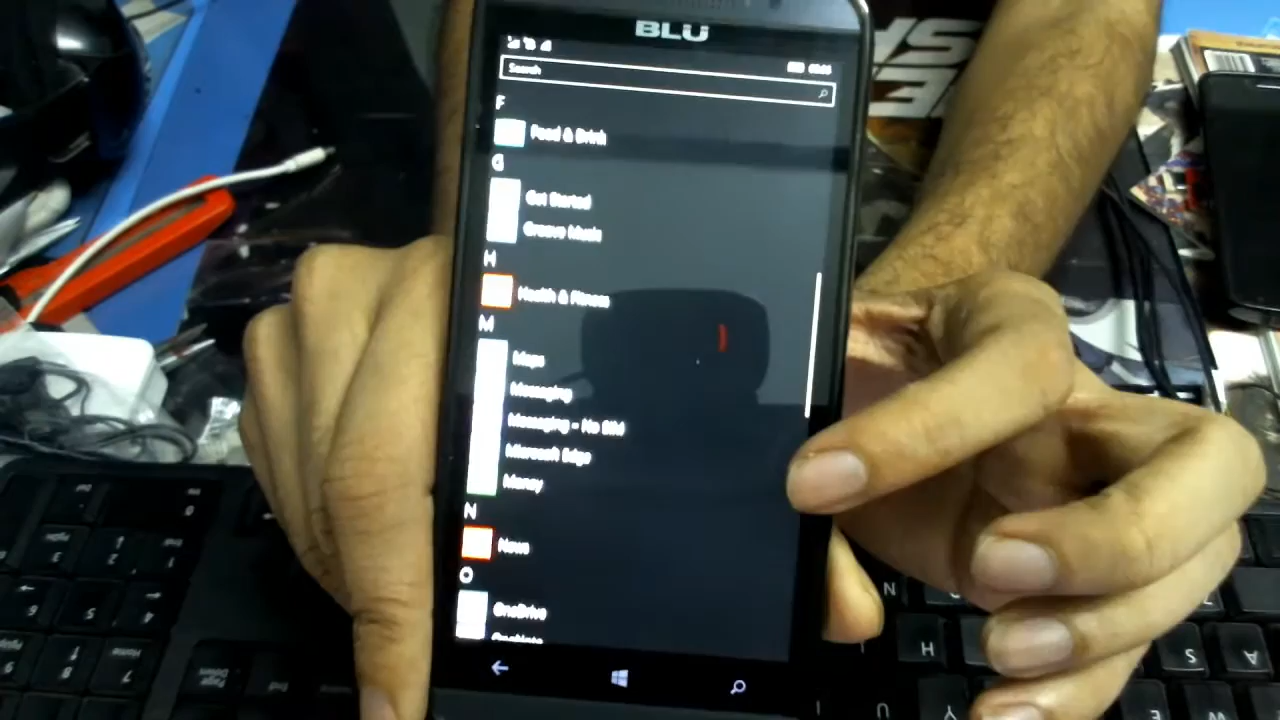 BLU
Search
F
Food & Drink
G
Get Started
Groove Music
H
Health & Fitness
M
Maps
Messaging
Messaging - No SIM
Microsoft Edge
Money
N
News
O
OneDrive
OneNote